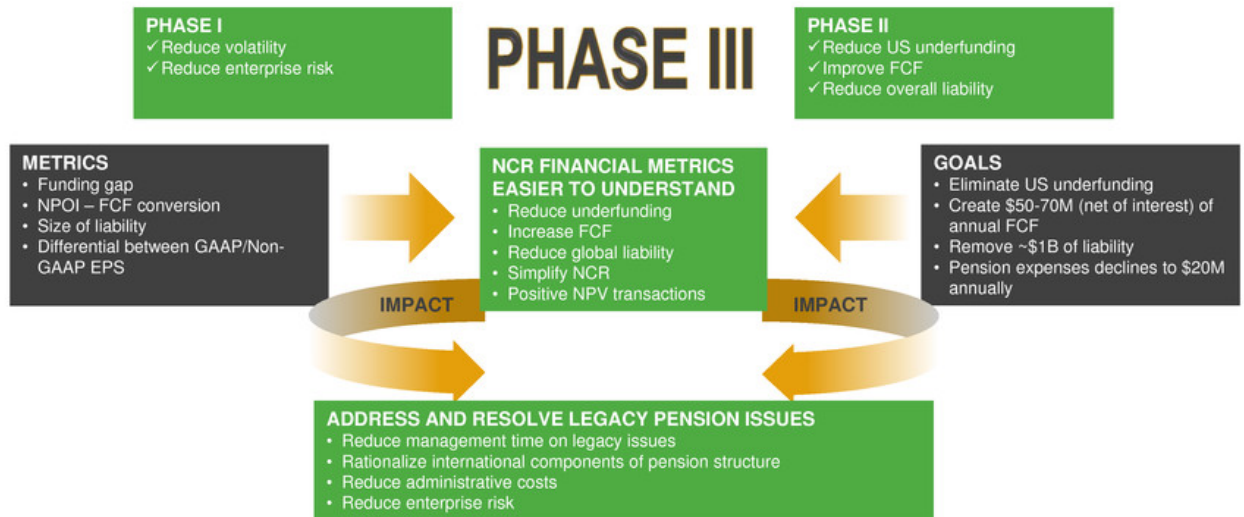 PHASE I
✓Reduce volatility
✓Reduce enterprise risk
PHASE III
PHASE II
✓Reduce US underfunding
✓Improve FCF
✓Reduce overall liability
METRICS
• Funding gap
• NPOI – FCF conversion
• Size of liability
• Differential between GAAP/Non-
GAAP EPS
NCR FINANCIAL METRICS
EASIER TO UNDERSTAND
• Reduce underfunding
• Increase FCF
• Reduce global liability
• Simplify NCR
• Positive NPV transactions
GOALS
• Eliminate US underfunding
• Create $50-70M (net of interest) of
annual FCF
• Remove ~$1B of liability
• Pension expenses declines to $20M
annually
IMPACT
IMPACT
ADDRESS AND RESOLVE LEGACY PENSION ISSUES
• Reduce management time on legacy issues
• Rationalize international components of pension structure
• Reduce administrative costs
• Reduce enterprise risk